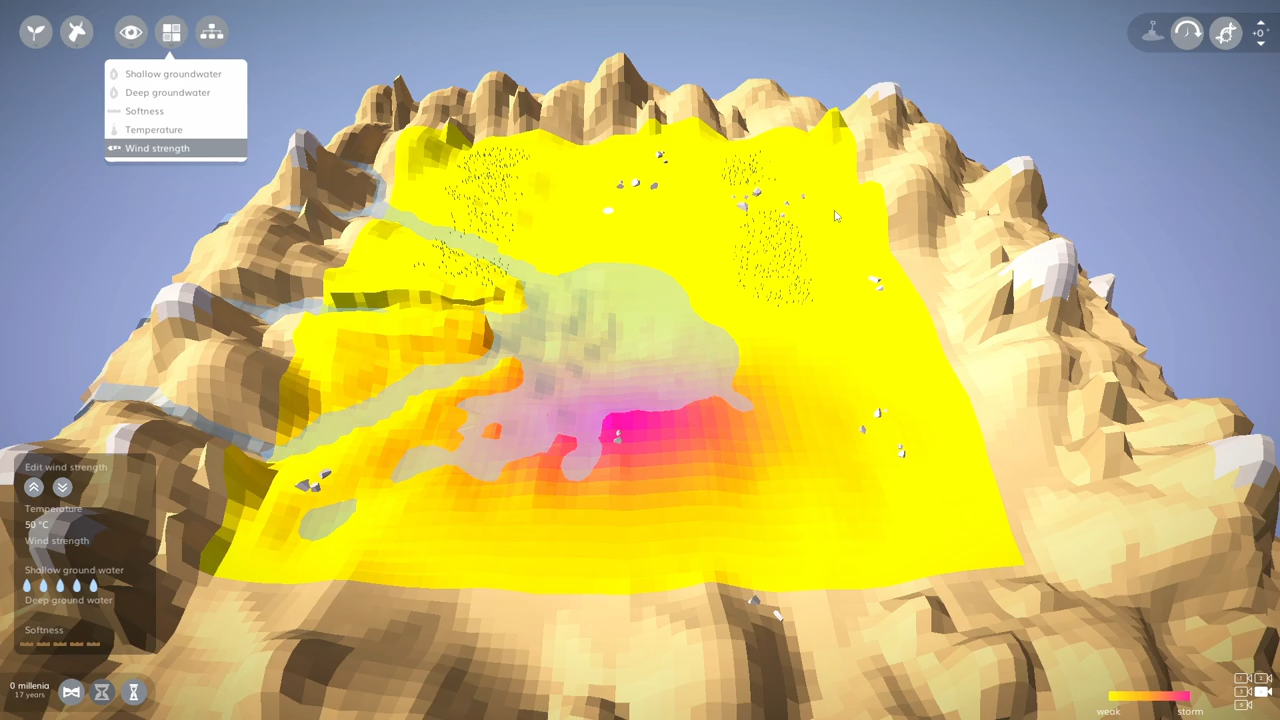 +0
Shallow groundwater
Deep groundwater
Softness
Temperature
Wind strength
Edit wind strength
Temperature
50 °C
Wind strength
Shallow ground water
Deep ground water
Softness
0 millenia
17 years
weak
storm